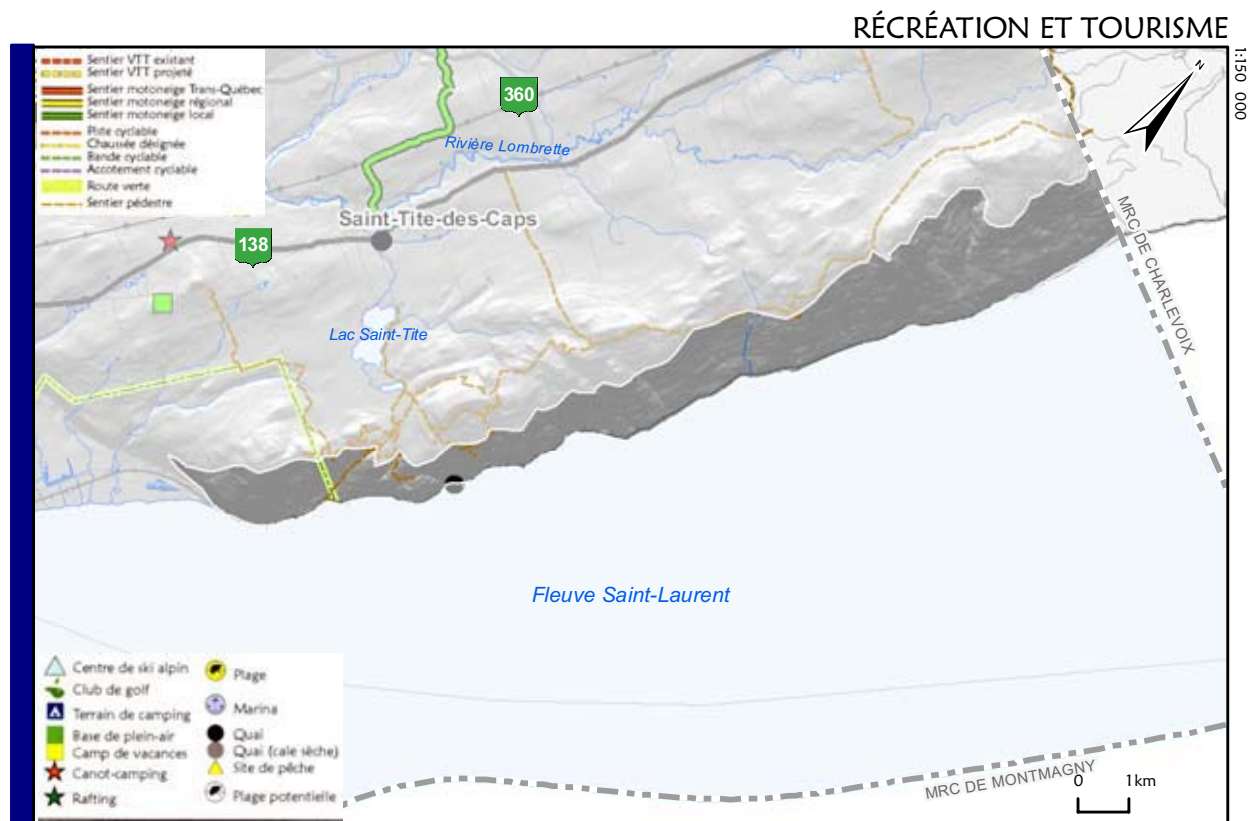 RÉCRÉATION ET TOURISME
1:150 000
Sentier VTT existant
Sentier VTT projeté
Sentier motoneige Trans-Québec
Sentier motoneige régional
Sentier motoneige local
Piste cyclable
Chaussée désignée
Bande cyclable
Accotement cyclable
Route verte
Sentier pédestre
360
N
Rivière Lombrette
Saint-Tite-des-Caps
138
MRC DE CHARLEVOIX
Lac Saint-Tite
Fleuve Saint-Laurent
Centre de ski alpin
Club de golf
Terrain de camping
Base de plein-air
Camp de vacances
Canot-camping
Rafting
Plage
Marina
Quai
Quai (cale sèche)
Site de pêche
Plage potentielle
MRC DE MONTMAGNY
0 1km